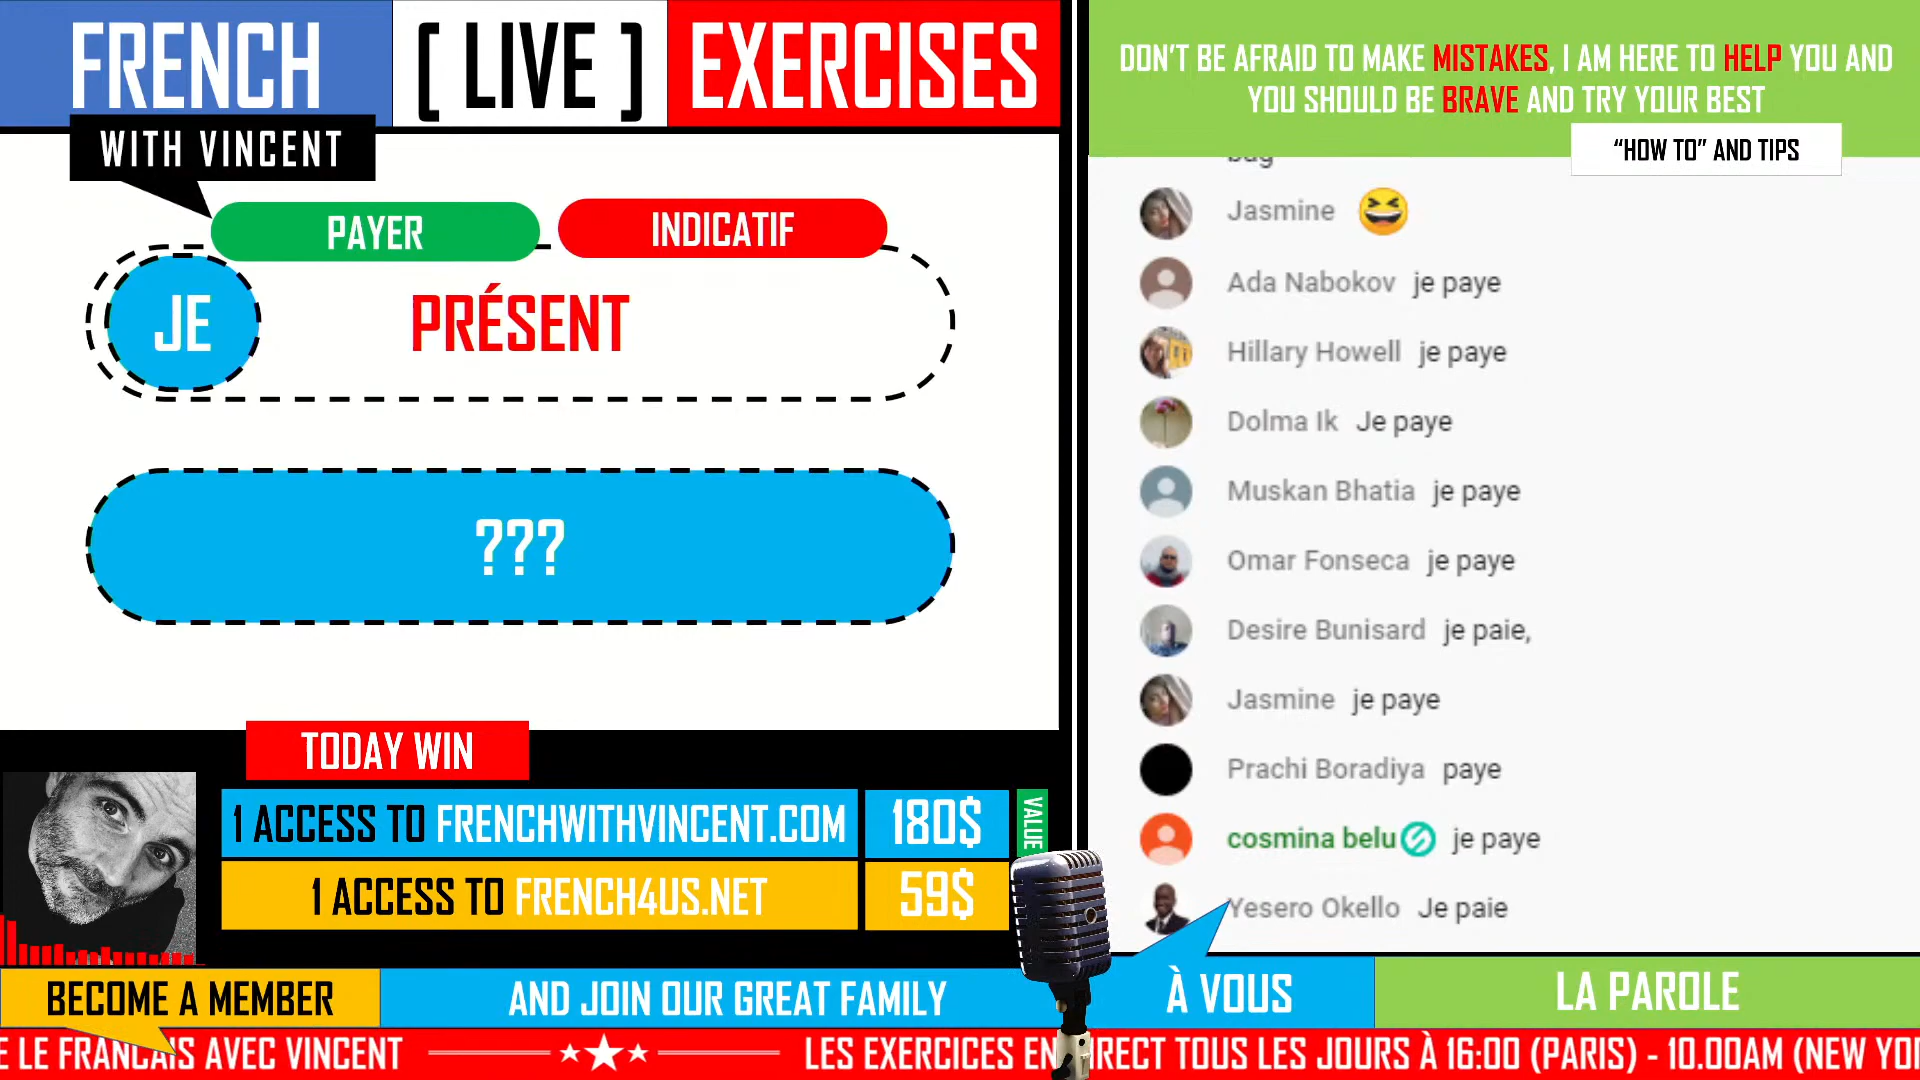 FRENCH [ LIVE ] EXERCISES
WITH VINCENT
PAYER
INDICATIF
JE
PRÉSENT
???
TODAY WIN
1 ACCESS TO FRENCHWITHVINCENT.COM 180$
VALUE
1 ACCESS TO FRENCH4US.NET 59$
BECOME A MEMBER
AND JOIN OUR GREAT FAMILY
DON'T BE AFRAID TO MAKE MISTAKES, I AM HERE TO HELP YOU AND
YOU SHOULD BE BRAVE AND TRY YOUR BEST
“HOW TO” AND TIPS
Jasmine
Ada Nabokov je paye
Hillary Howell je paye
Dolma Ik Je paye
Muskan Bhatia je paye
Omar Fonseca je paye
Desire Bunisard je paie,
Jasmine je paye
Prachi Boradiya paye
cosmina belu je paye
Yesero Okello Je paie
À VOUS
LA PAROLE
E LE FRANCAIS AVEC VINCENT
LES EXERCICES EN DIRECT TOUS LES JOURS À 16:00 (PARIS) - 10.00AM (NEW YO